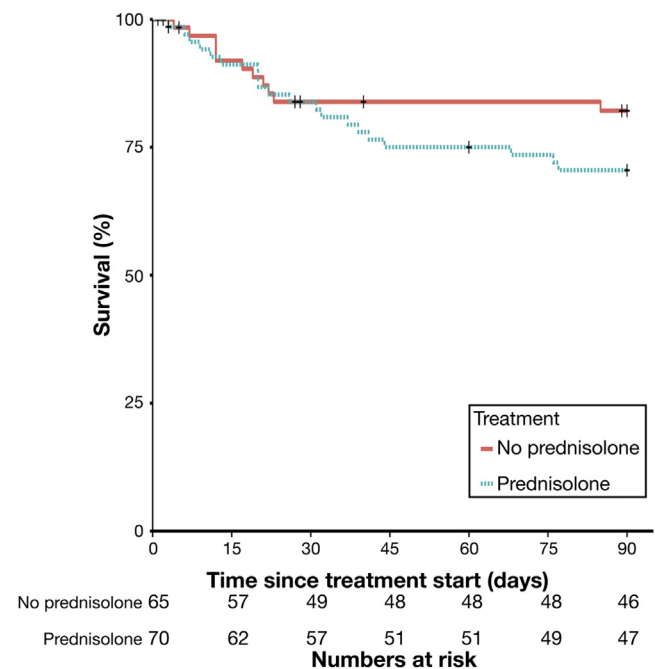 100
75
50
25
0
Survival (%)
Treatment
No prednisolone
Prednisolone
0 15 30 45 60 75 90
Time since treatment start (days)
No prednisolone 65 57 49 48 48 48 46
Prednisolone 70 62 57 51 51 49 47
Numbers at risk